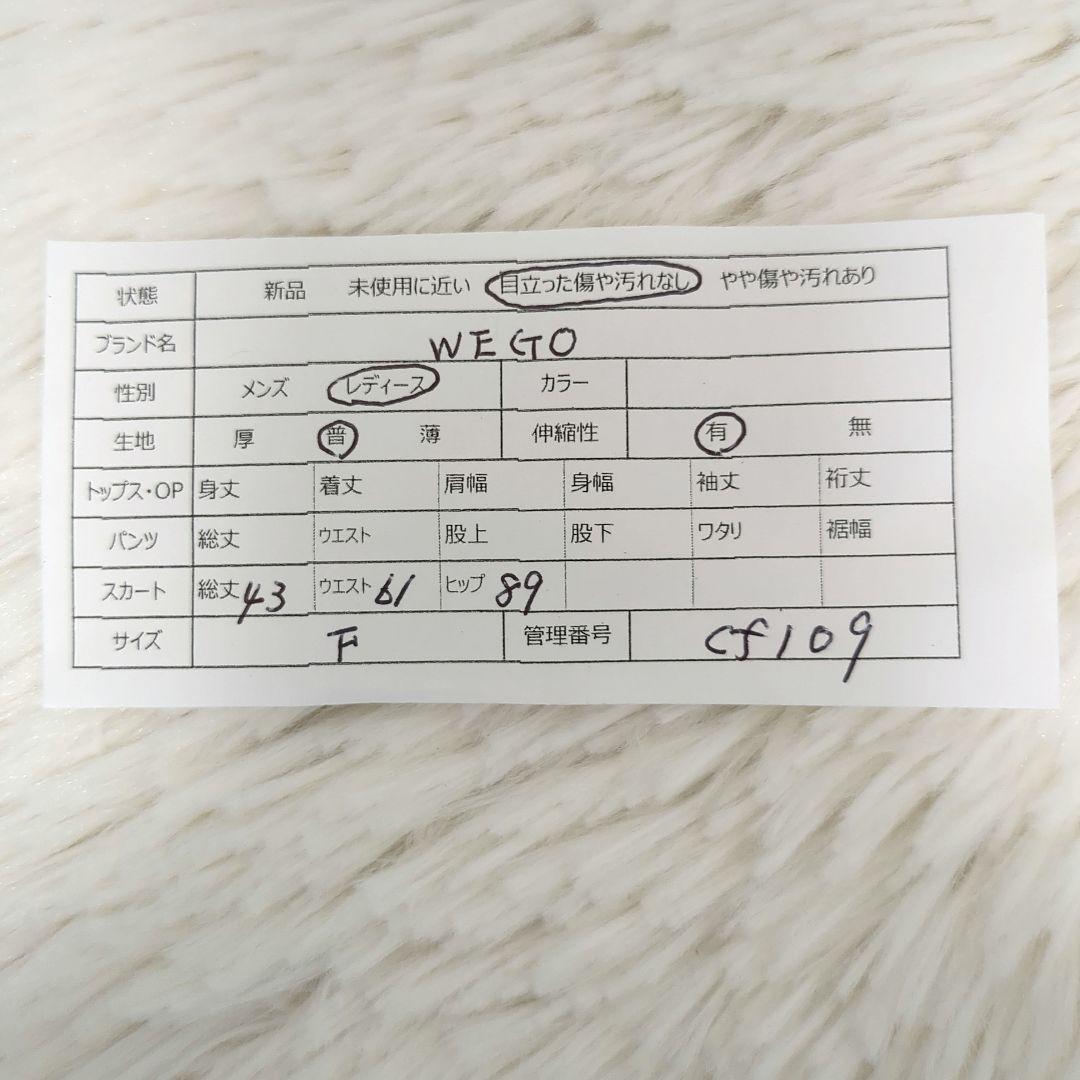 状態 新品 未使用に近い 目立った傷や汚れなし やや傷や汚れあり
ブランド名 WEGO
性別 メンズ レディース カラー
生地 厚 普 薄 伸縮性 有 無
トップス・OP 身丈 着丈 肩幅 身幅 袖丈 裄丈
パンツ 総丈 ウエスト 股上 股下 ワタリ 裾幅
スカート 総丈 43 ウエスト 61 ヒップ 89
サイズ F 管理番号 cf109